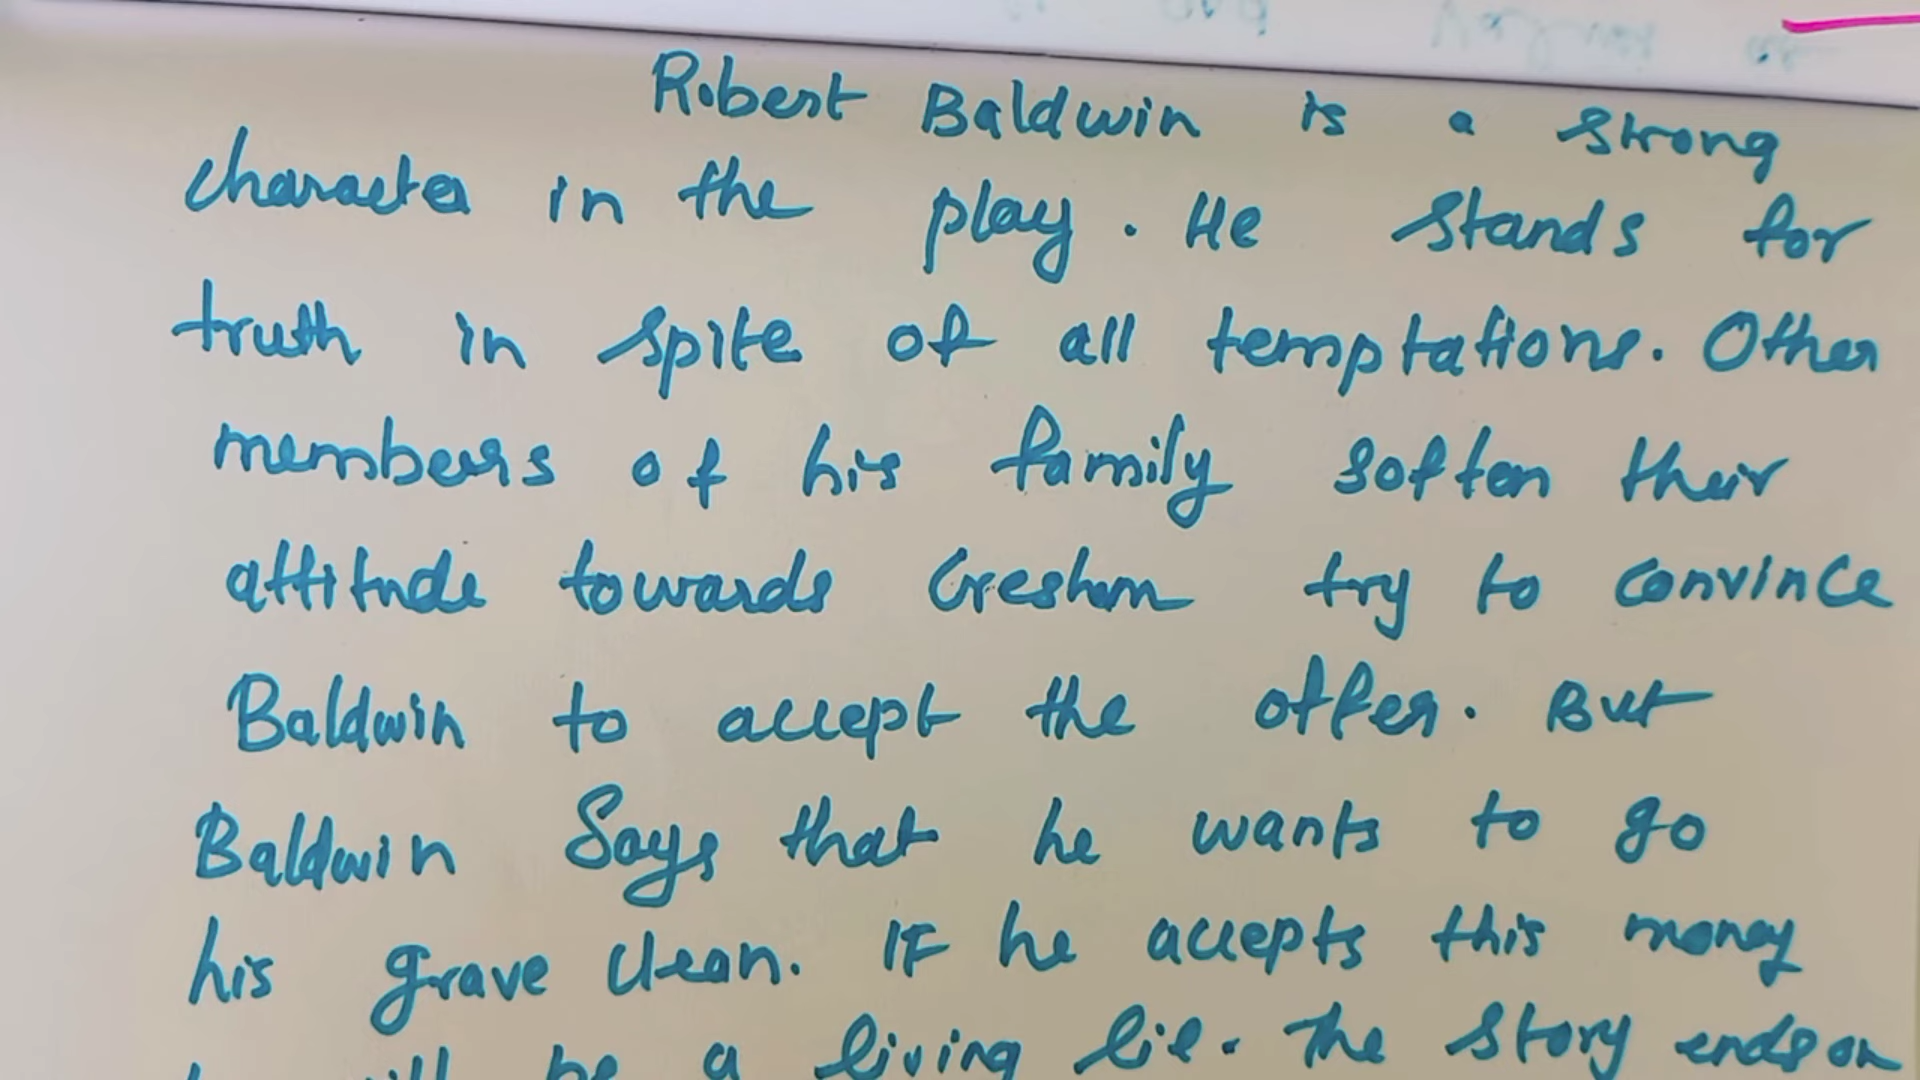 Robert Baldwin is a strong
character in the play. He stands for
truth in spite of all temptations. Other
members of his family soften their
attitude towards Gresham try to convince
Baldwin to accept the offer. But
Baldwin Says that he wants to go
his grave clean. IF he accepts this money
be a living lie. The story ends on